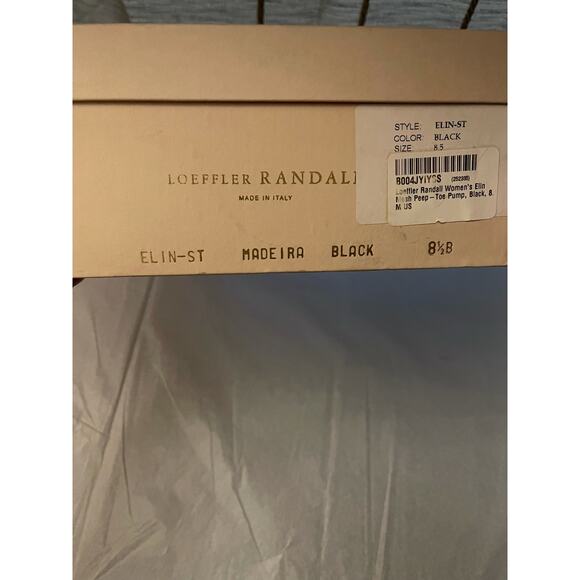 STYLE: ELIN-ST
COLOR: BLACK
SIZE 8.5
(252388)
Loeffler Randall Women's Elin
Mesh Peep-Toe Pump, Black, 8.
M US
LOEFFLER RANDALL
MADE IN ITALY
ELIN-ST MADEIRA BLACK 8½B